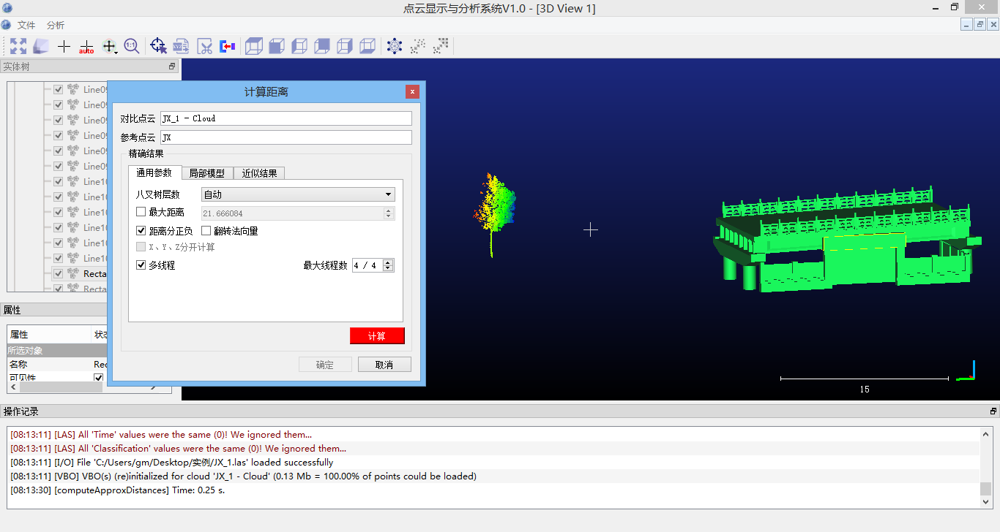 点云显示与分析系统V1.0 - [3D View 1]
文件 分析
auto
1:1
实体树
计算距离
对比点云 JX_1 - Cloud
参考点云 JX
精确结果
通用参数 局部模型 近似结果
八叉树层数 自动
最大距离 21.666084
距离分正负 翻转法向量
X、Y、Z分开计算
多线程 最大线程数 4 / 4
计算
确定 取消
Line09
Line09
Line09
Line09
Line09
Line09
Line10
Line10
Line10
Line10
Line10
Line10
Recta
Recta
属性
属性 状态
所选对象
名称 Rec
可见性
15
操作记录
[08:13:11] [LAS] All 'Time' values were the same (0)! We ignored them...
[08:13:11] [LAS] All 'Classification' values were the same (0)! We ignored them...
[08:13:11] [I/O] File 'C:/Users/gm/Desktop/实例/JX_1.las' loaded successfully
[08:13:11] [VBO] VBO(s) (re)initialized for cloud 'JX_1 - Cloud' (0.13 Mb = 100.00% of points could be loaded)
[08:13:30] [computeApproxDistances] Time: 0.25 s.